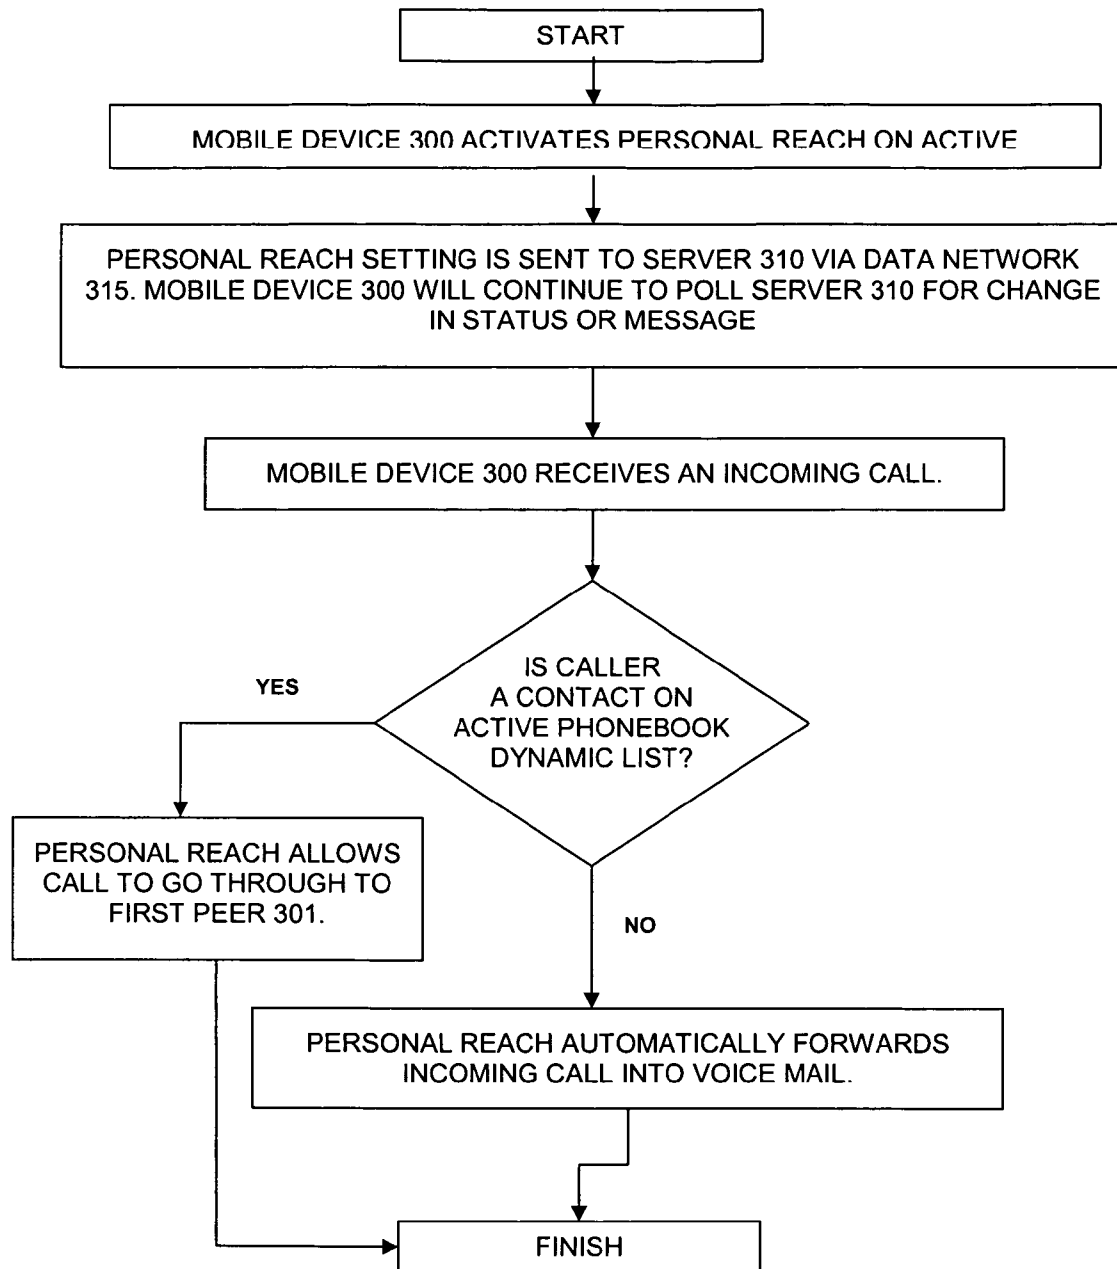 START
MOBILE DEVICE 300 ACTIVATES PERSONAL REACH ON ACTIVE
PERSONAL REACH SETTING IS SENT TO SERVER 310 VIA DATA NETWORK
315. MOBILE DEVICE 300 WILL CONTINUE TO POLL SERVER 310 FOR CHANGE
IN STATUS OR MESSAGE
MOBILE DEVICE 300 RECEIVES AN INCOMING CALL.
IS CALLER
A CONTACT ON
ACTIVE PHONEBOOK
DYNAMIC LIST?
YES
PERSONAL REACH ALLOWS
CALL TO GO THROUGH TO
FIRST PEER 301.
NO
PERSONAL REACH AUTOMATICALLY FORWARDS
INCOMING CALL INTO VOICE MAIL.
FINISH